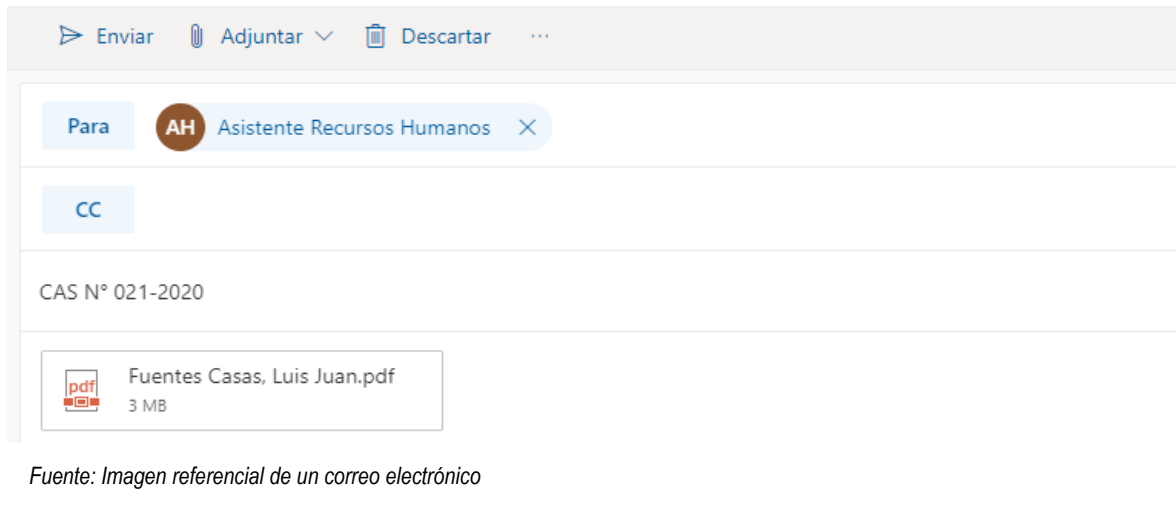 Enviar Adjuntar Descartar ...
Para AH Asistente Recursos Humanos
CC
CAS N° 021-2020
pdf Fuentes Casas, Luis Juan.pdf
3 MB
Fuente: Imagen referencial de un correo electrónico